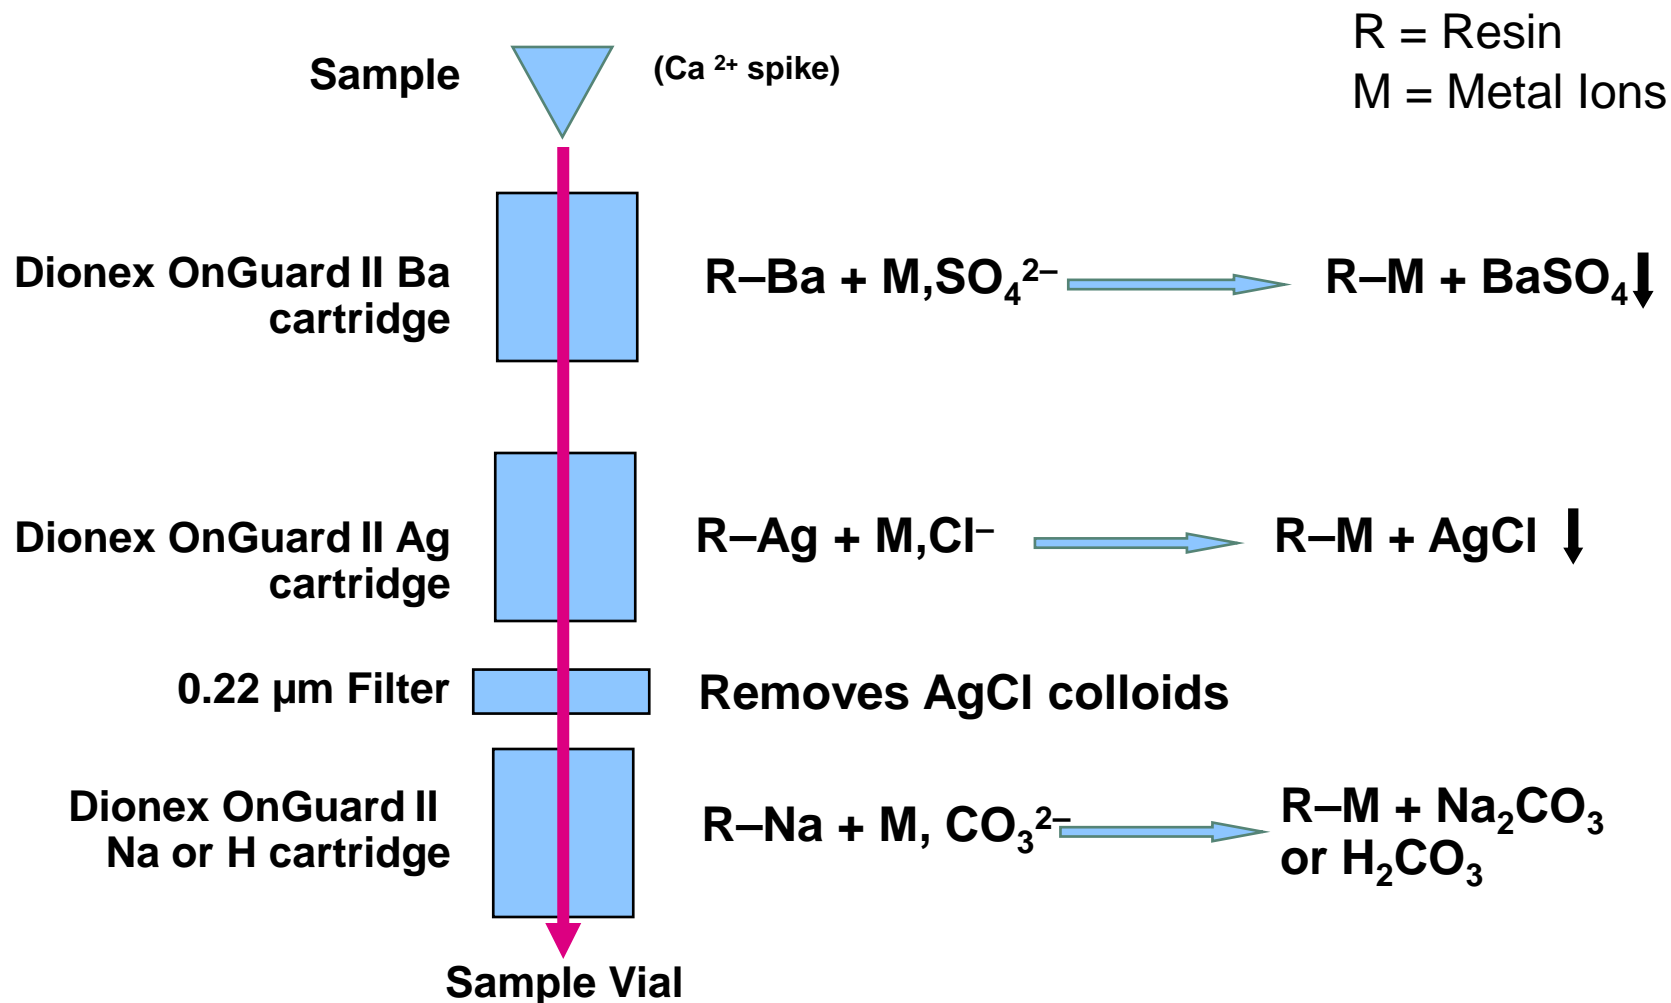 R = Resin
M = Metal Ions
Sample
(Ca ²⁺ spike)
Dionex OnGuard II Ba
cartridge
R–Ba + M,SO₄²⁻
R–M + BaSO₄
Dionex OnGuard II Ag
cartridge
R–Ag + M,Cl⁻
R–M + AgCl
0.22 µm Filter
Removes AgCl colloids
Dionex OnGuard II
Na or H cartridge
R–Na + M, CO₃²⁻
R–M + Na₂CO₃
or H₂CO₃
Sample Vial